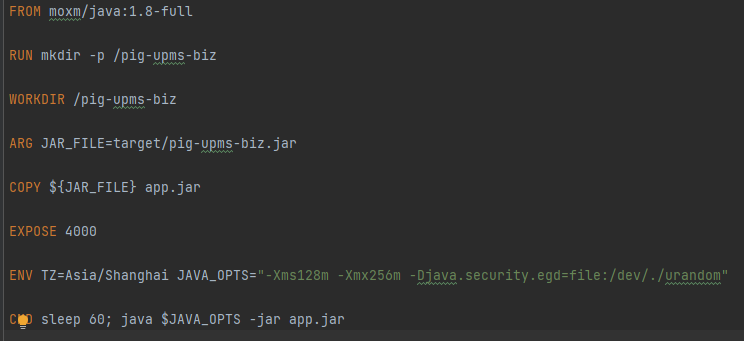 FROM moxm/java:1.8-full
RUN mkdir -p /pig-upms-biz
WORKDIR /pig-upms-biz
ARG JAR_FILE=target/pig-upms-biz.jar
COPY ${JAR_FILE} app.jar
EXPOSE 4000
ENV TZ=Asia/Shanghai JAVA_OPTS="-Xms128m -Xmx256m -Djava.security.egd=file:/dev/./urandom"
CMD sleep 60; java $JAVA_OPTS -jar app.jar